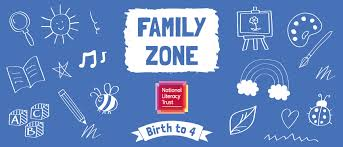 FAMILY
ZONE
National
Literacy
Trust
Birth to 4
A
B
C